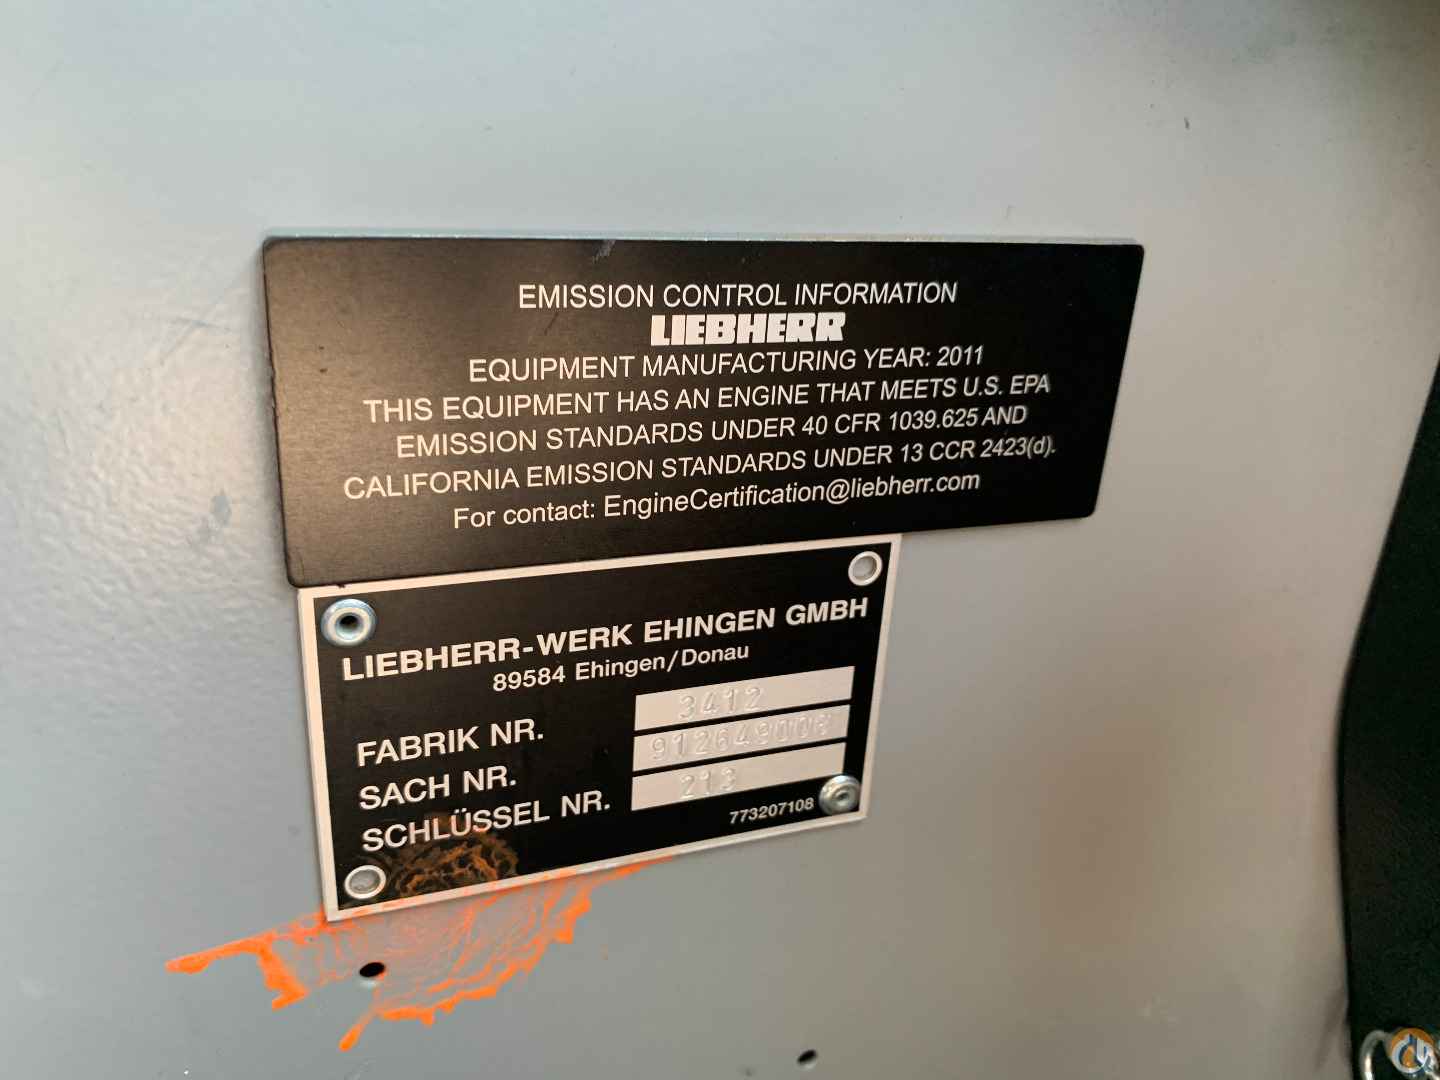 EMISSION CONTROL INFORMATION
LIEBHERR
EQUIPMENT MANUFACTURING YEAR: 2011
THIS EQUIPMENT HAS AN ENGINE THAT MEETS U.S. EPA
EMISSION STANDARDS UNDER 40 CFR 1039.625 AND
CALIFORNIA EMISSION STANDARDS UNDER 13 CCR 2423(d).
For contact: EngineCertification@liebherr.com
LIEBHERR-WERK EHINGEN GMBH
89584 Ehingen/Donau
FABRIK NR. 3412
SACH NR.
SCHLÜSSEL NR. 213
773207108